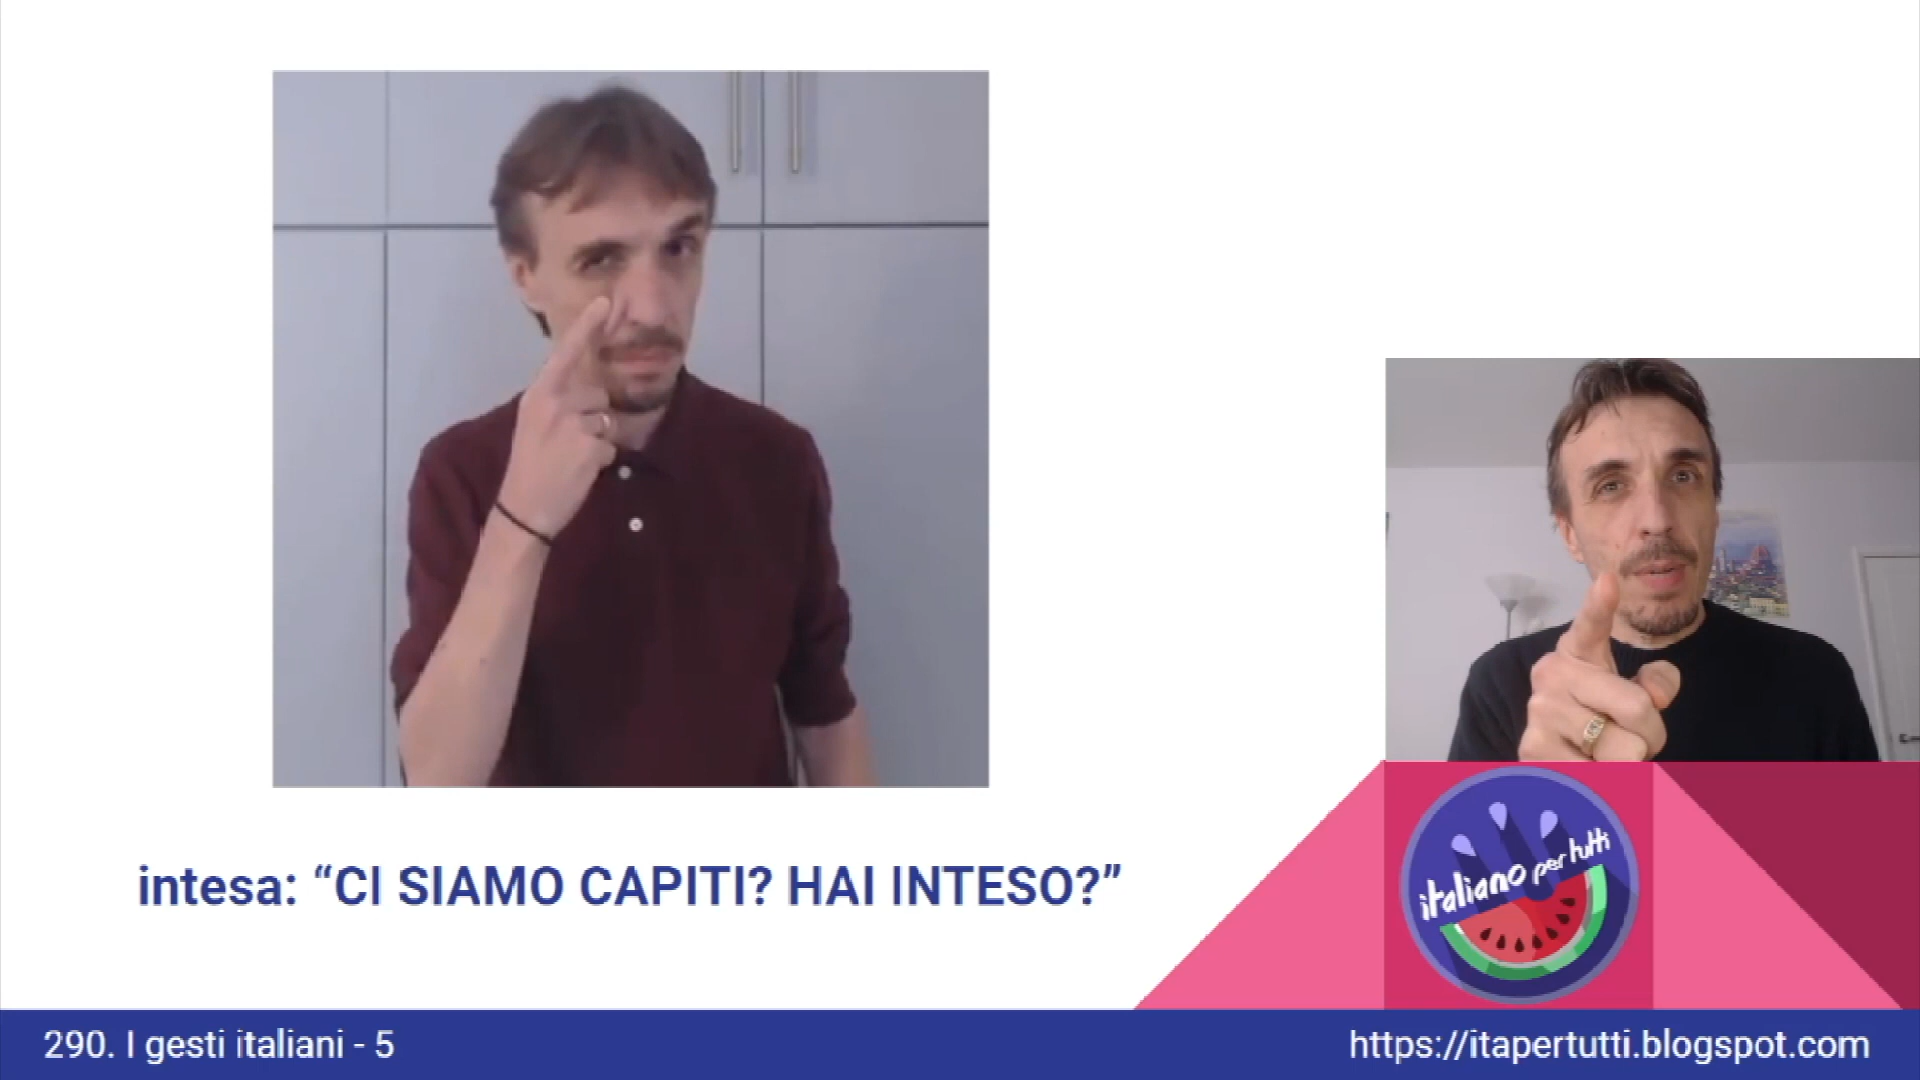 intesa: “CI SIAMO CAPITI? HAI INTESO?”
italiano per tutti
290. I gesti italiani - 5
https://itapertutti.blogspot.com